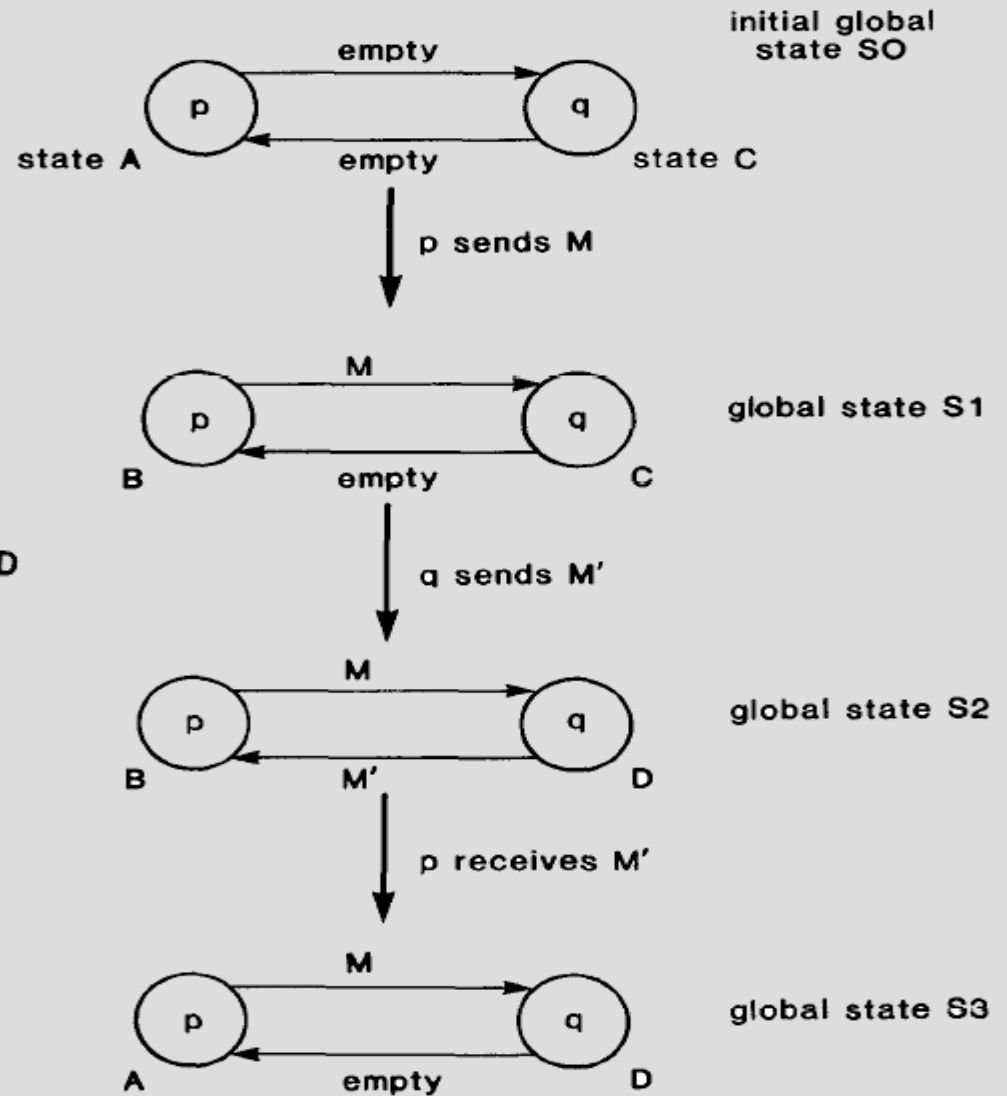 initial global
state SO
empty
p
q
state A
empty
state C
p sends M
M
p
q
global state S1
B
empty
C
D
q sends M'
M
p
q
global state S2
B
M'
D
p receives M'
M
p
q
global state S3
A
empty
D